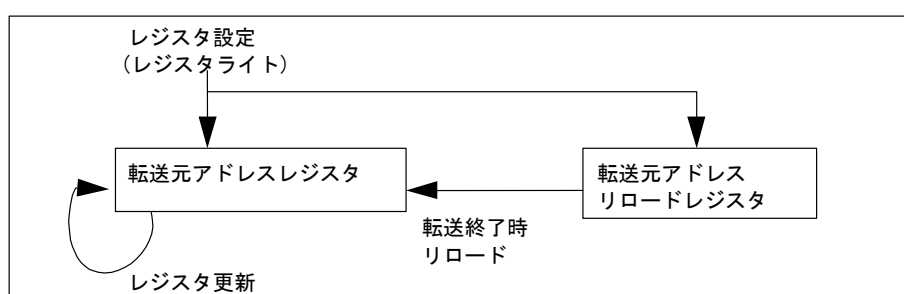 レジスタ設定
（レジスタライト）
転送元アドレスレジスタ
転送元アドレス
リロードレジスタ
転送終了時
リロード
レジスタ更新